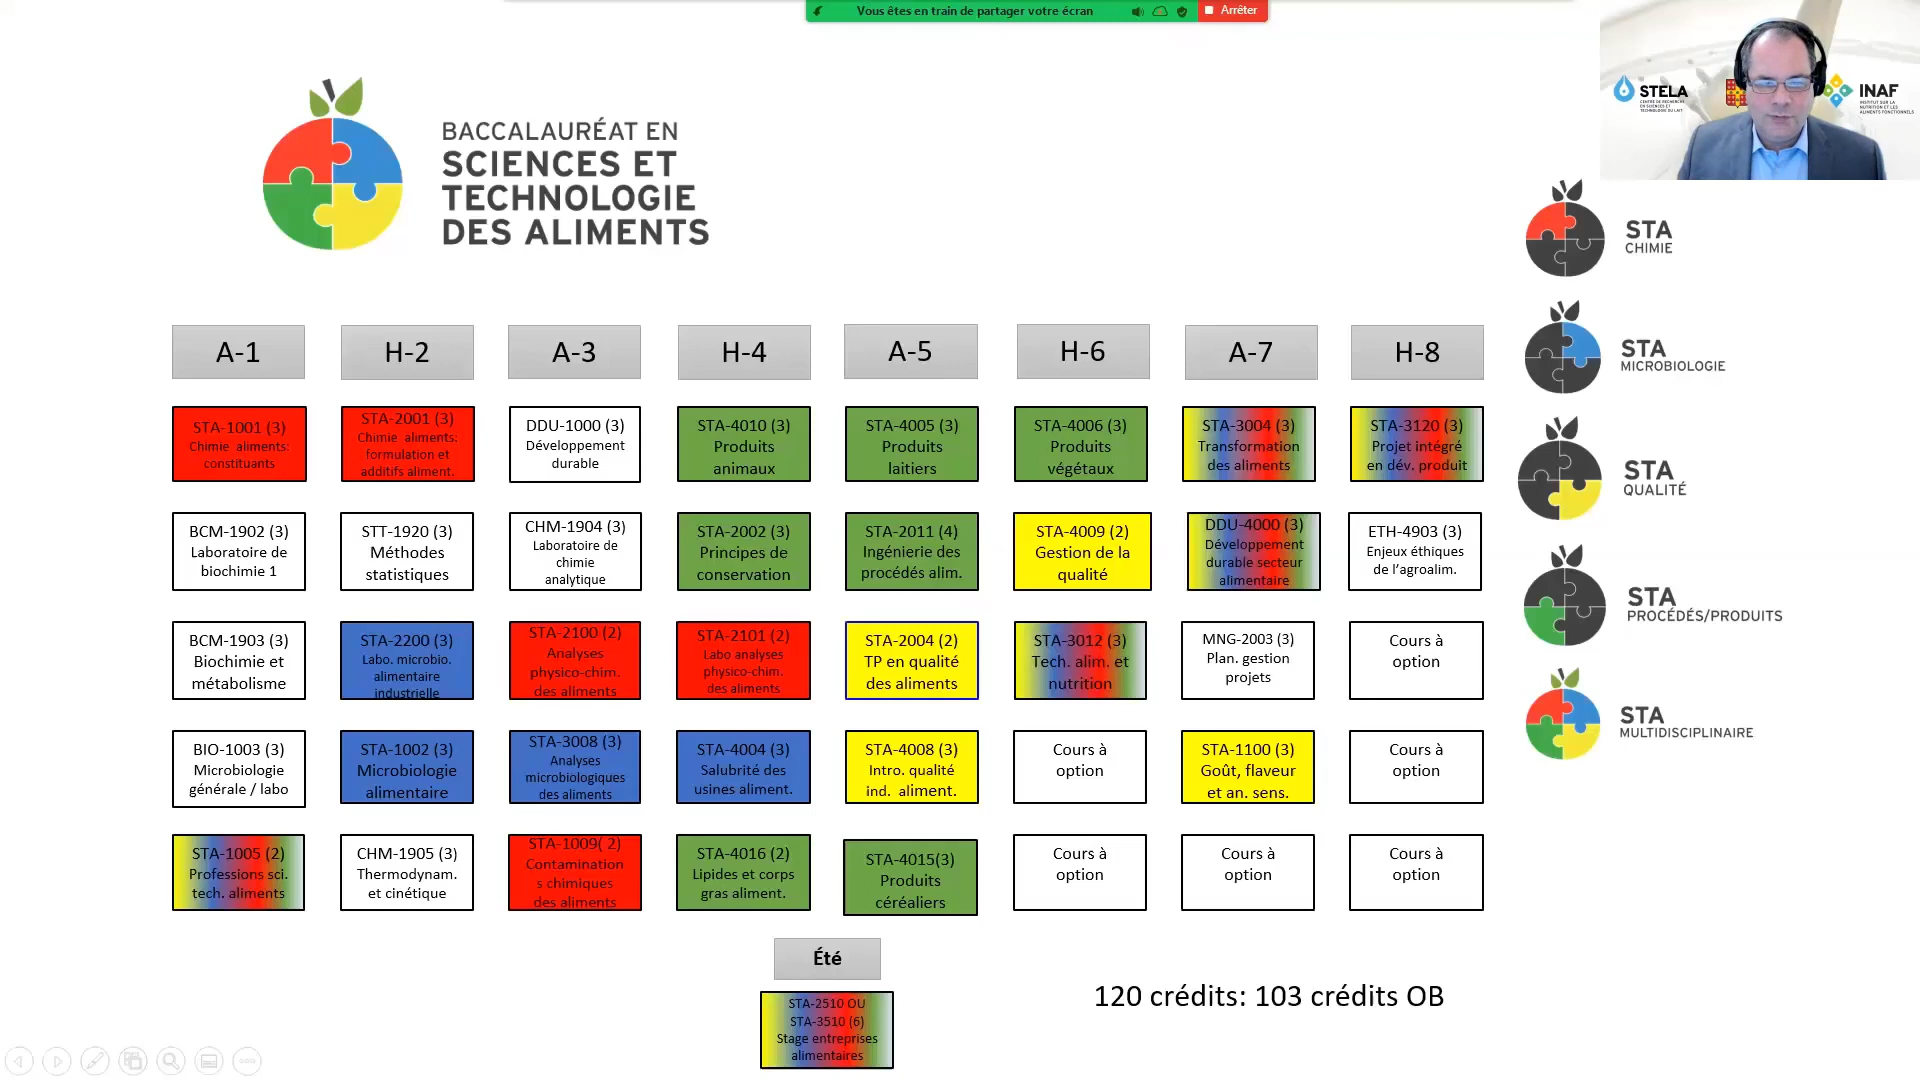 Vous êtes en train de partager votre écran
Arrêter
STELA
INAF
BACCALAURÉAT EN
SCIENCES ET
TECHNOLOGIE
DES ALIMENTS
STA
CHIMIE
STA
MICROBIOLOGIE
STA
QUALITÉ
STA
PROCÉDÉS/PRODUITS
STA
MULTIDISCIPLINAIRE
A-1
H-2
A-3
H-4
A-5
H-6
A-7
H-8
STA-1001 (3)
Chimie aliments:
constituants
STA-2001 (3)
Chimie aliments:
formulation et
additifs aliment.
DDU-1000 (3)
Développement
durable
STA-4010 (3)
Produits
animaux
STA-4005 (3)
Produits
laitiers
STA-4006 (3)
Produits
végétaux
STA-3004 (3)
Transformation
des aliments
STA-3120 (3)
Projet intégré
en dév. produit
BCM-1902 (3)
Laboratoire de
biochimie 1
STT-1920 (3)
Méthodes
statistiques
CHM-1904 (3)
Laboratoire de
chimie
analytique
STA-2002 (3)
Principes de
conservation
STA-2011 (4)
Ingénierie des
procédés alim.
STA-4009 (2)
Gestion de la
qualité
DDU-4000 (3)
Développement
durable secteur
alimentaire
ETH-4903 (3)
Enjeux éthiques
de l’agroalim.
BCM-1903 (3)
Biochimie et
métabolisme
STA-2200 (3)
Labo. microbio.
alimentaire
industrielle
STA-2100 (2)
Analyses
physico-chim.
des aliments
STA-2101 (2)
Labo analyses
physico-chim.
des aliments
STA-2004 (2)
TP en qualité
des aliments
STA-3012 (3)
Tech. alim. et
nutrition
MNG-2003 (3)
Plan. gestion
projets
Cours à
option
BIO-1003 (3)
Microbiologie
générale / labo
STA-1002 (3)
Microbiologie
alimentaire
STA-3008 (3)
Analyses
microbiologiques
des aliments
STA-4004 (3)
Salubrité des
usines aliment.
STA-4008 (3)
Intro. qualité
ind. aliment.
Cours à
option
STA-1100 (3)
Goût, flaveur
et an. sens.
Cours à
option
STA-1005 (2)
Professions sci.
tech. aliments
CHM-1905 (3)
Thermodynam.
et cinétique
STA-1009( 2)
Contamination
s chimiques
des aliments
STA-4016 (2)
Lipides et corps
gras aliment.
STA-4015(3)
Produits
céréaliers
Cours à
option
Cours à
option
Cours à
option
Été
STA-2510 OU
STA-3510 (6)
Stage entreprises
alimentaires
120 crédits: 103 crédits OB